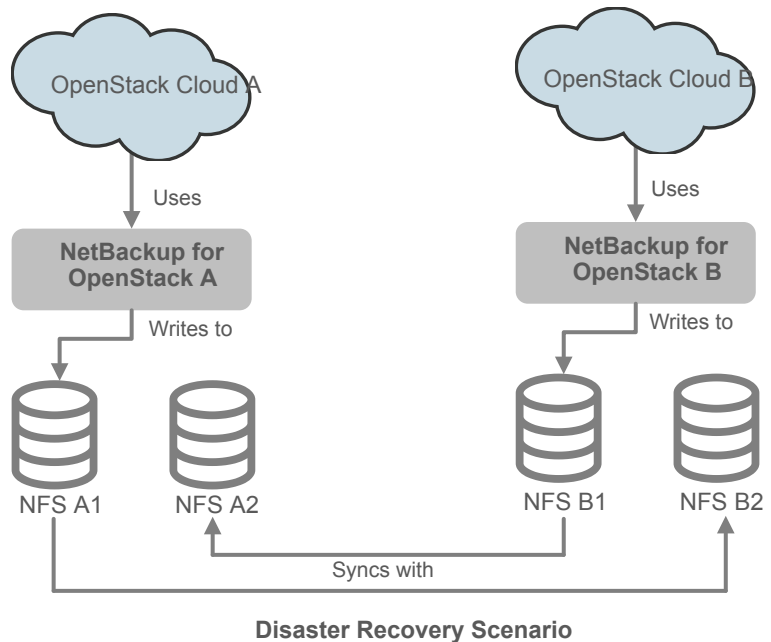 OpenStack Cloud A
OpenStack Cloud B
Uses
Uses
NetBackup for
OpenStack A
NetBackup for
OpenStack B
Writes to
Writes to
NFS A1
NFS A2
NFS B1
NFS B2
Syncs with
Disaster Recovery Scenario